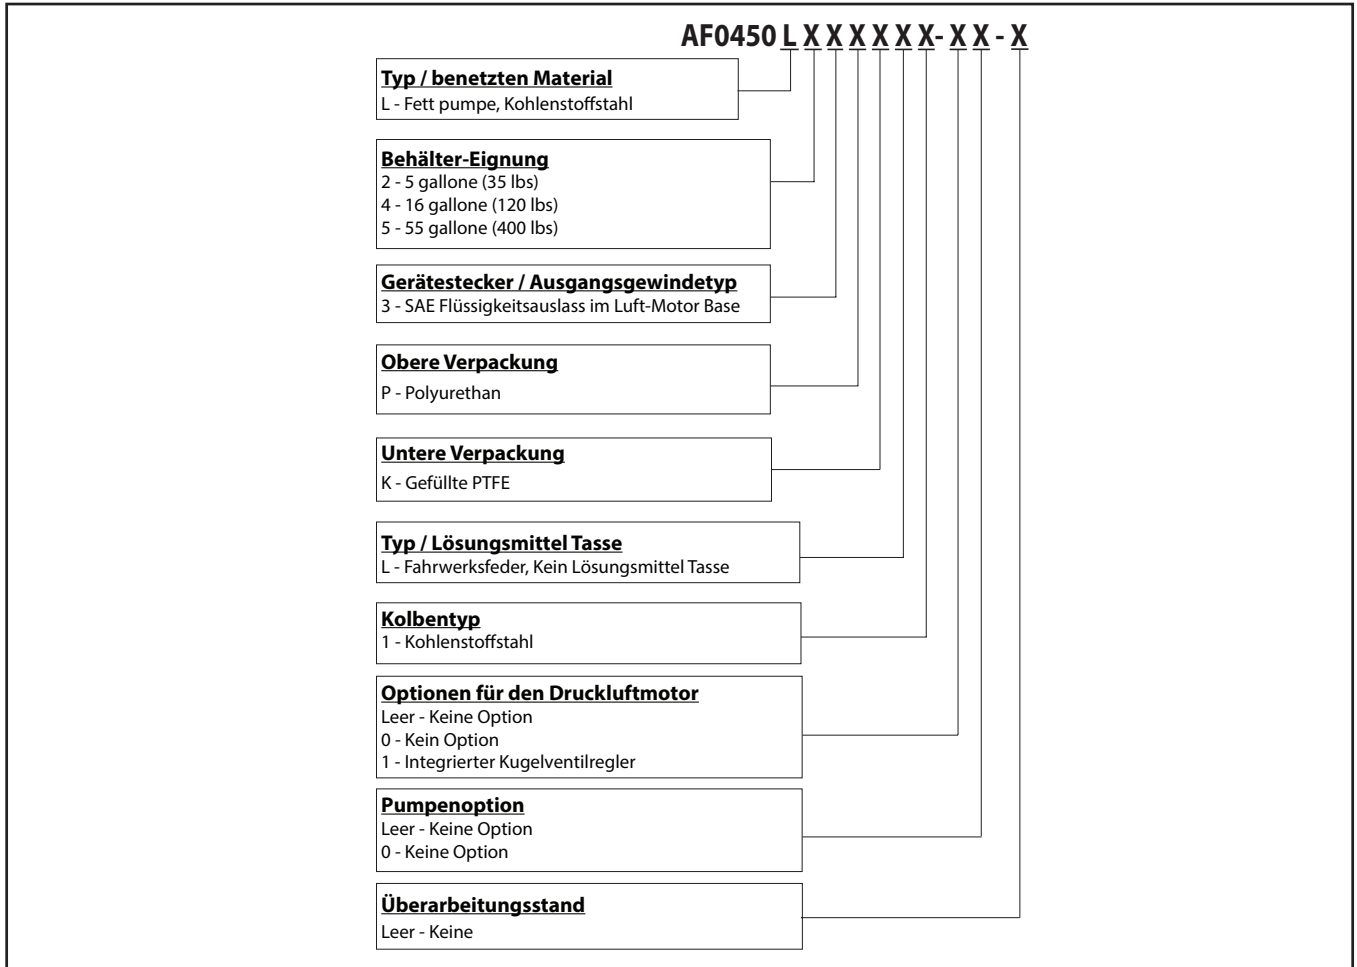 AF0450 L X X X X X X- X X - X
Typ / benetzten Material
L - Fett pumpe, Kohlenstoffstahl
Behälter-Eignung
2 - 5 gallone (35 lbs)
4 - 16 gallone (120 lbs)
5 - 55 gallone (400 lbs)
Gerätestecker / Ausgangsgewindetyp
3 - SAE Flüssigkeitsauslass im Luft-Motor Base
Obere Verpackung
P - Polyurethan
Untere Verpackung
K - Gefüllte PTFE
Typ / Lösungsmittel Tasse
L - Fahrwerksfeder, Kein Lösungsmittel Tasse
Kolbentyp
1 - Kohlenstoffstahl
Optionen für den Druckluftmotor
Leer - Keine Option
0 - Kein Option
1 - Integrierter Kugelventilregler
Pumpenoption
Leer - Keine Option
0 - Keine Option
Überarbeitungsstand
Leer - Keine